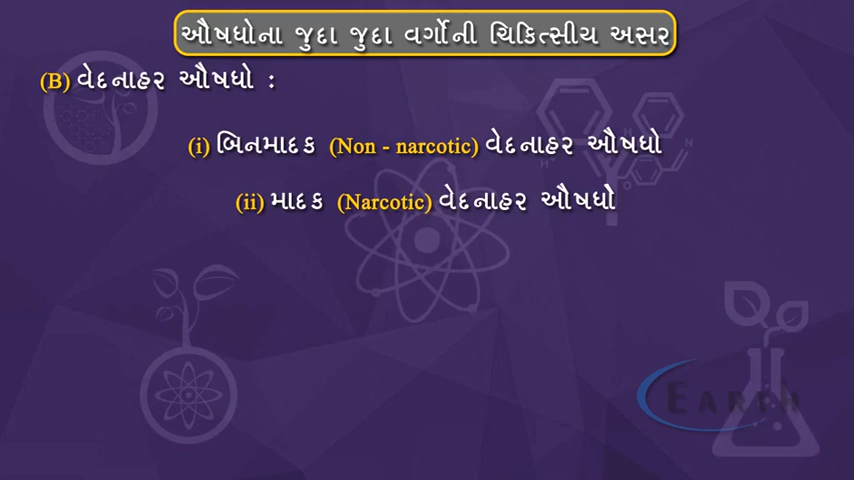 ઔષધોના જુદા જુદા વર્ગોની ચિકિત્સીય અસર
(B) વેદનાહર ઔષધો :
(i) બિનમાદક (Non - narcotic) વેદનાહર ઔષધો
(ii) માદક (Narcotic) વેદનાહર ઔષધો
EARTH